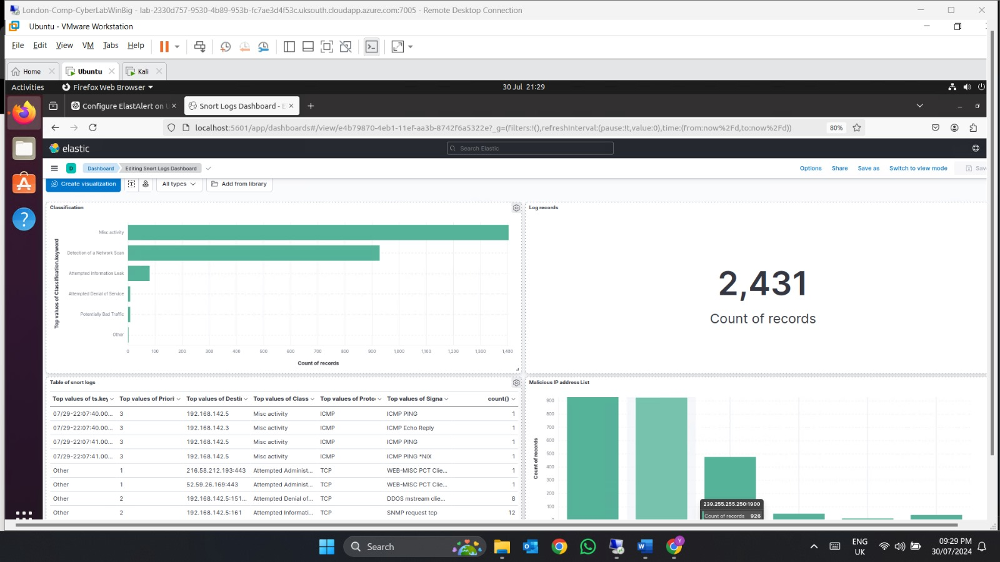 London-Comp-CyberLabWinBig - lab-2330d757-9530-4b89-953b-fc7ae3d4f53c.uksouth.cloudapp.azure.com:7005 - Remote Desktop Connection
Ubuntu - VMware Workstation
File Edit View VM Tabs Help
Home Ubuntu Kali
Activities Firefox Web Browser 30 Jul 21:29
Configure ElastAlert on U Snort Logs Dashboard - E
localhost:5601/app/dashboards#/view/e4b79870-4eb1-11ef-aa3b-8742f6a5322e?_g=(filters:!(),refreshInterval:(pause:!t,value:0),time:(from:now%2Fd,to:now%2Fd)) 80%
elastic Search Elastic
D Dashboard Editing Snort Logs Dashboard Options Share Save as Switch to view mode Sav
Create visualization All types Add from library
Classification
Top values of Classification.keyword
Misc activity
Detection of a Network Scan
Attempted Information Leak
Attempted Denial of Service
Potentially Bad Traffic
Other
0 100 200 300 400 500 600 700 800 900 1,000 1,100 1,200 1,300 1,400
Count of records
Log records
2,431
Count of records
Table of snort logs
Top values of ts.key Top values of Priori Top values of Destin Top values of Class Top values of Proto Top values of Signa count()
07/29-22:07:40.00... 3 192.168.142.5 Misc activity ICMP ICMP PING 1
07/29-22:07:40.00... 3 192.168.142.3 Misc activity ICMP ICMP Echo Reply 1
07/29-22:07:41.00... 3 192.168.142.5 Misc activity ICMP ICMP PING 1
07/29-22:07:41.00... 3 192.168.142.5 Misc activity ICMP ICMP PING *NIX 1
Other 1 216.58.212.193:443 Attempted Administ... TCP WEB-MISC PCT Clie... 1
Other 1 52.59.26.169:443 Attempted Administ... TCP WEB-MISC PCT Clie... 1
Other 2 192.168.142.5:151... Attempted Denial of... TCP DDOS mstream clie... 8
Other 2 192.168.142.5:161 Attempted Informati... TCP SNMP request tcp 12
Malicious IP address List
Count of records
900
800
700
600
500
400
300
200
100
239.255.255.250:1900
Count of records 926
Search
ENG
UK
09:29 PM
30/07/2024